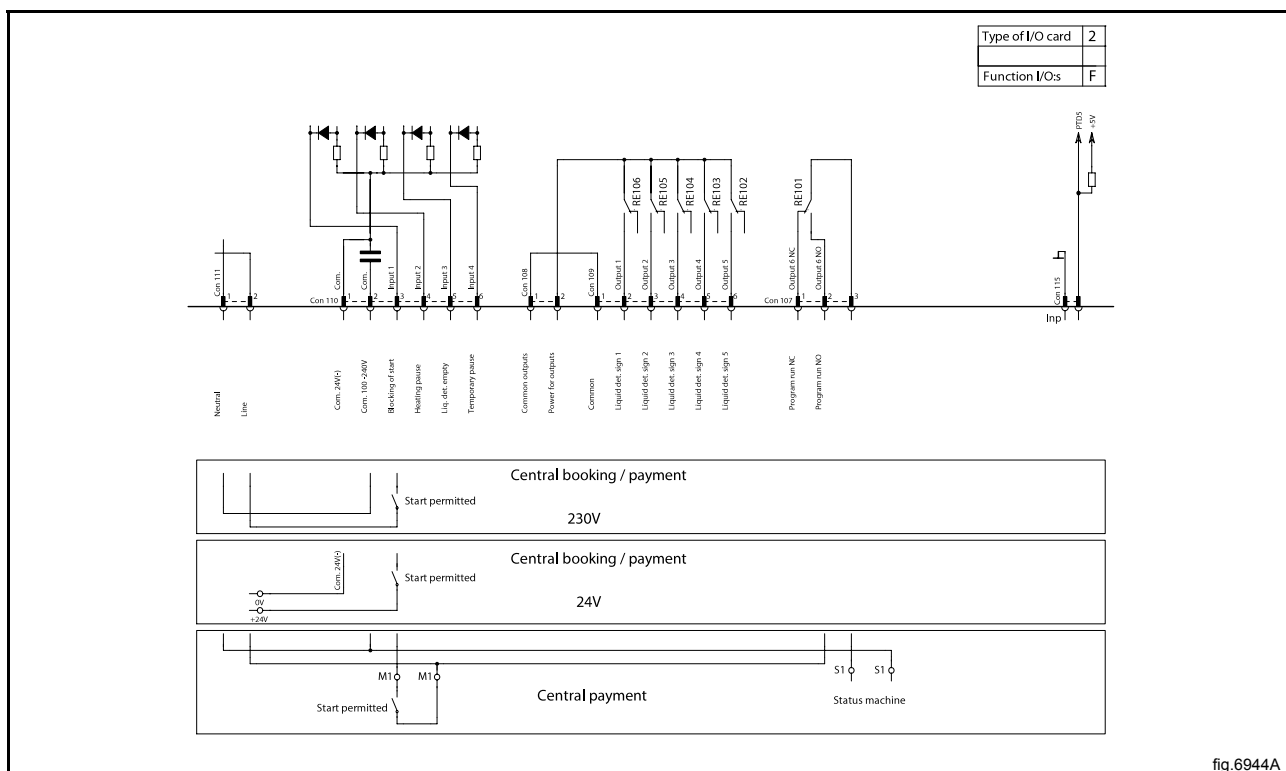 Type of I/O card 2
Function I/O:s F
PTD5
+5V
RE106
RE105
RE104
RE103
RE102
RE101
Con 111
1
2
Con 110
Com.
1
Com.
2
Input 1
3
Input 2
4
Input 3
5
Input 4
6
Con 108
1
2
Con 109
1
Output 1
2
Output 2
3
Output 3
4
Output 4
5
Output 5
6
Con 107
Output 6 NC
1
Output 6 NO
2
3
Con 115
1
Inp
Neutral
Line
Com. 24V(-)
Com. 100-240V
Blocking of start
Heating pause
Liq. det. empty
Temporary pause
Common outputs
Power for outputs
Common
Liquid det. sign 1
Liquid det. sign 2
Liquid det. sign 3
Liquid det. sign 4
Liquid det. sign 5
Program run NC
Program run NO
Central booking / payment
Start permitted
230V
Central booking / payment
Com. 24V(-)
Start permitted
0V
24V
+24V
M1 M1
S1 S1
Central payment
Status machine
Start permitted
fig.6944A